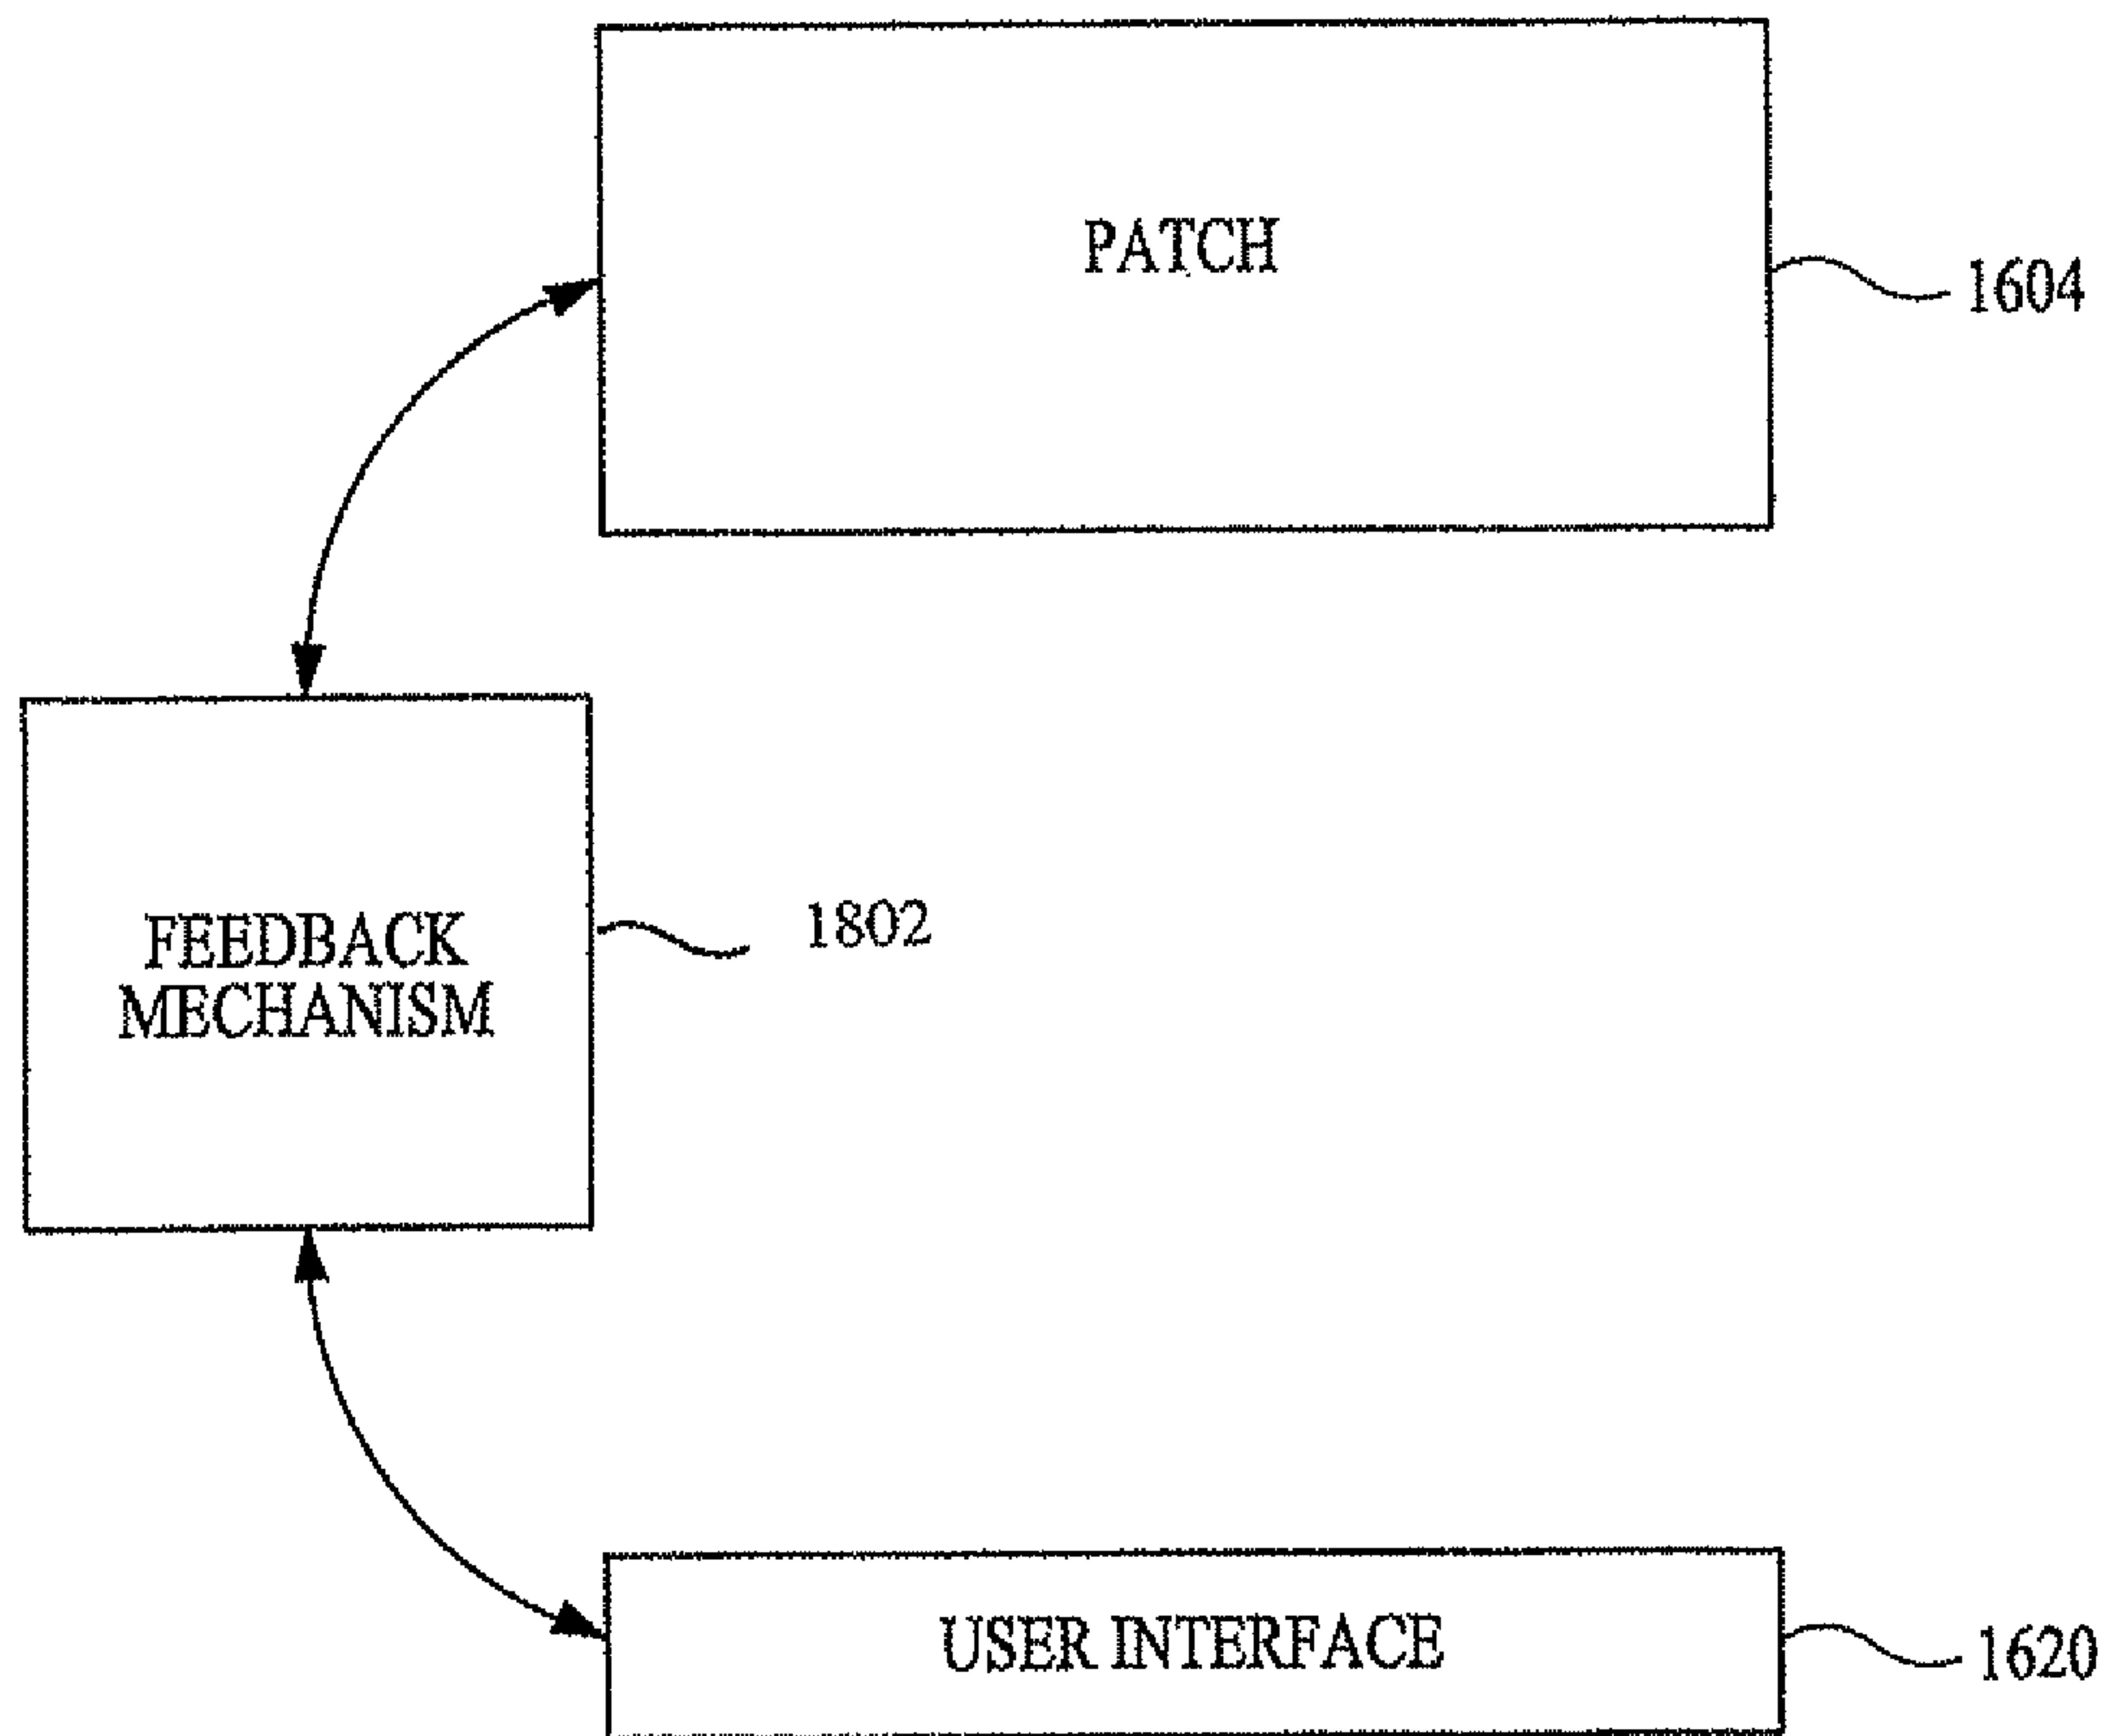 PATCH
1604
FEEDBACK
MECHANISM
1802
USER INTERFACE
1620